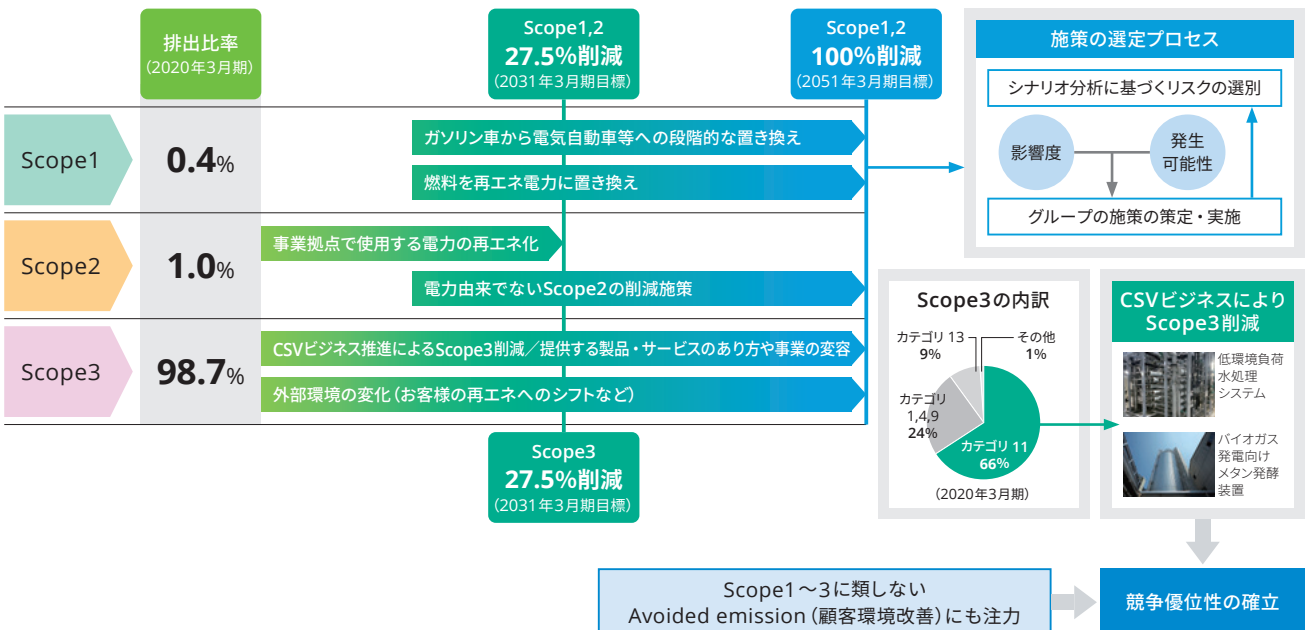 排出比率
(2020年3月期)
Scope1,2
27.5%削減
(2031年3月期目標)
Scope1,2
100%削減
(2051年3月期目標)
Scope1
0.4%
ガソリン車から電気自動車等への段階的な置き換え
燃料を再エネ電力に置き換え
Scope2
1.0%
事業拠点で使用する電力の再エネ化
電力由来でないScope2の削減施策
Scope3
98.7%
CSVビジネス推進によるScope3削減／提供する製品・サービスのあり方や事業の変容
外部環境の変化（お客様の再エネへのシフトなど）
Scope3
27.5%削減
(2031年3月期目標)
施策の選定プロセス
シナリオ分析に基づくリスクの選別
影響度
発生
可能性
グループの施策の策定・実施
Scope3の内訳
カテゴリ 13
9%
その他
1%
カテゴリ
1,4,9
24%
カテゴリ 11
66%
(2020年3月期)
CSVビジネスにより
Scope3削減
低環境負荷
水処理
システム
バイオガス
発電向け
メタン発酵
装置
Scope1～3に類しない
Avoided emission（顧客環境改善）にも注力
競争優位性の確立